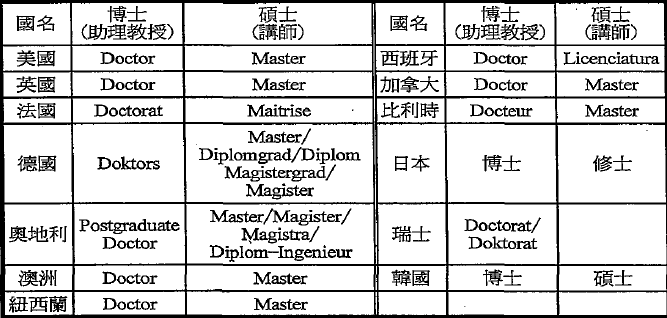 國名 博士 (助理教授) 碩士 (講師) 國名 博士 (助理教授) 碩士 (講師)
美國 Doctor Master 西班牙 Doctor Licenciatura
英國 Doctor Master 加拿大 Doctor Master
法國 Doctorat Maitrise 比利時 Docteur Master
德國 Doktors Master/
Diplomgrad/Diplom
Magistergrad/
Magister 日本 博士 修士
奧地利 Postgraduate
Doctor Master/Magister/
Magistra/
Diplom-Ingenieur 瑞士 Doctorat/
Doktorat
澳洲 Doctor Master 韓國 博士 碩士
紐西蘭 Doctor Master